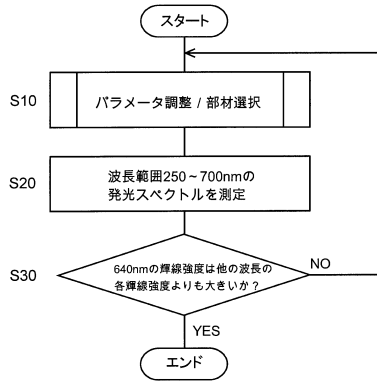 スタート
S10
パラメータ調整 / 部材選択
S20
波長範囲250～700nmの
発光スペクトルを測定
S30
640nmの輝線強度は他の波長の
各輝線強度よりも大きいか？
NO
YES
エンド